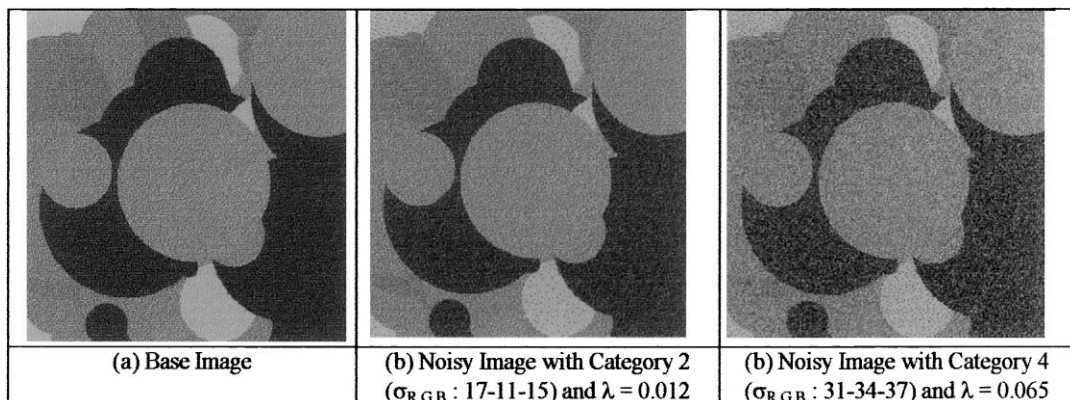 (a) Base Image
(b) Noisy Image with Category 2
(σR,G,B : 17-11-15) and λ = 0.012
(b) Noisy Image with Category 4
(σR,G,B : 31-34-37) and λ = 0.065